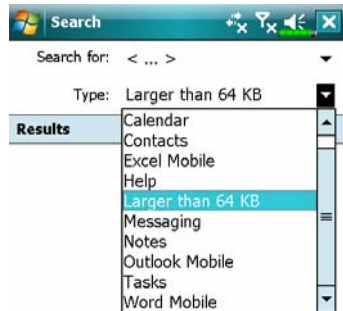 Search
Search for: < ... >
Type: Larger than 64 KB
Results
Calendar
Contacts
Excel Mobile
Help
Larger than 64 KB
Messaging
Notes
Outlook Mobile
Tasks
Word Mobile